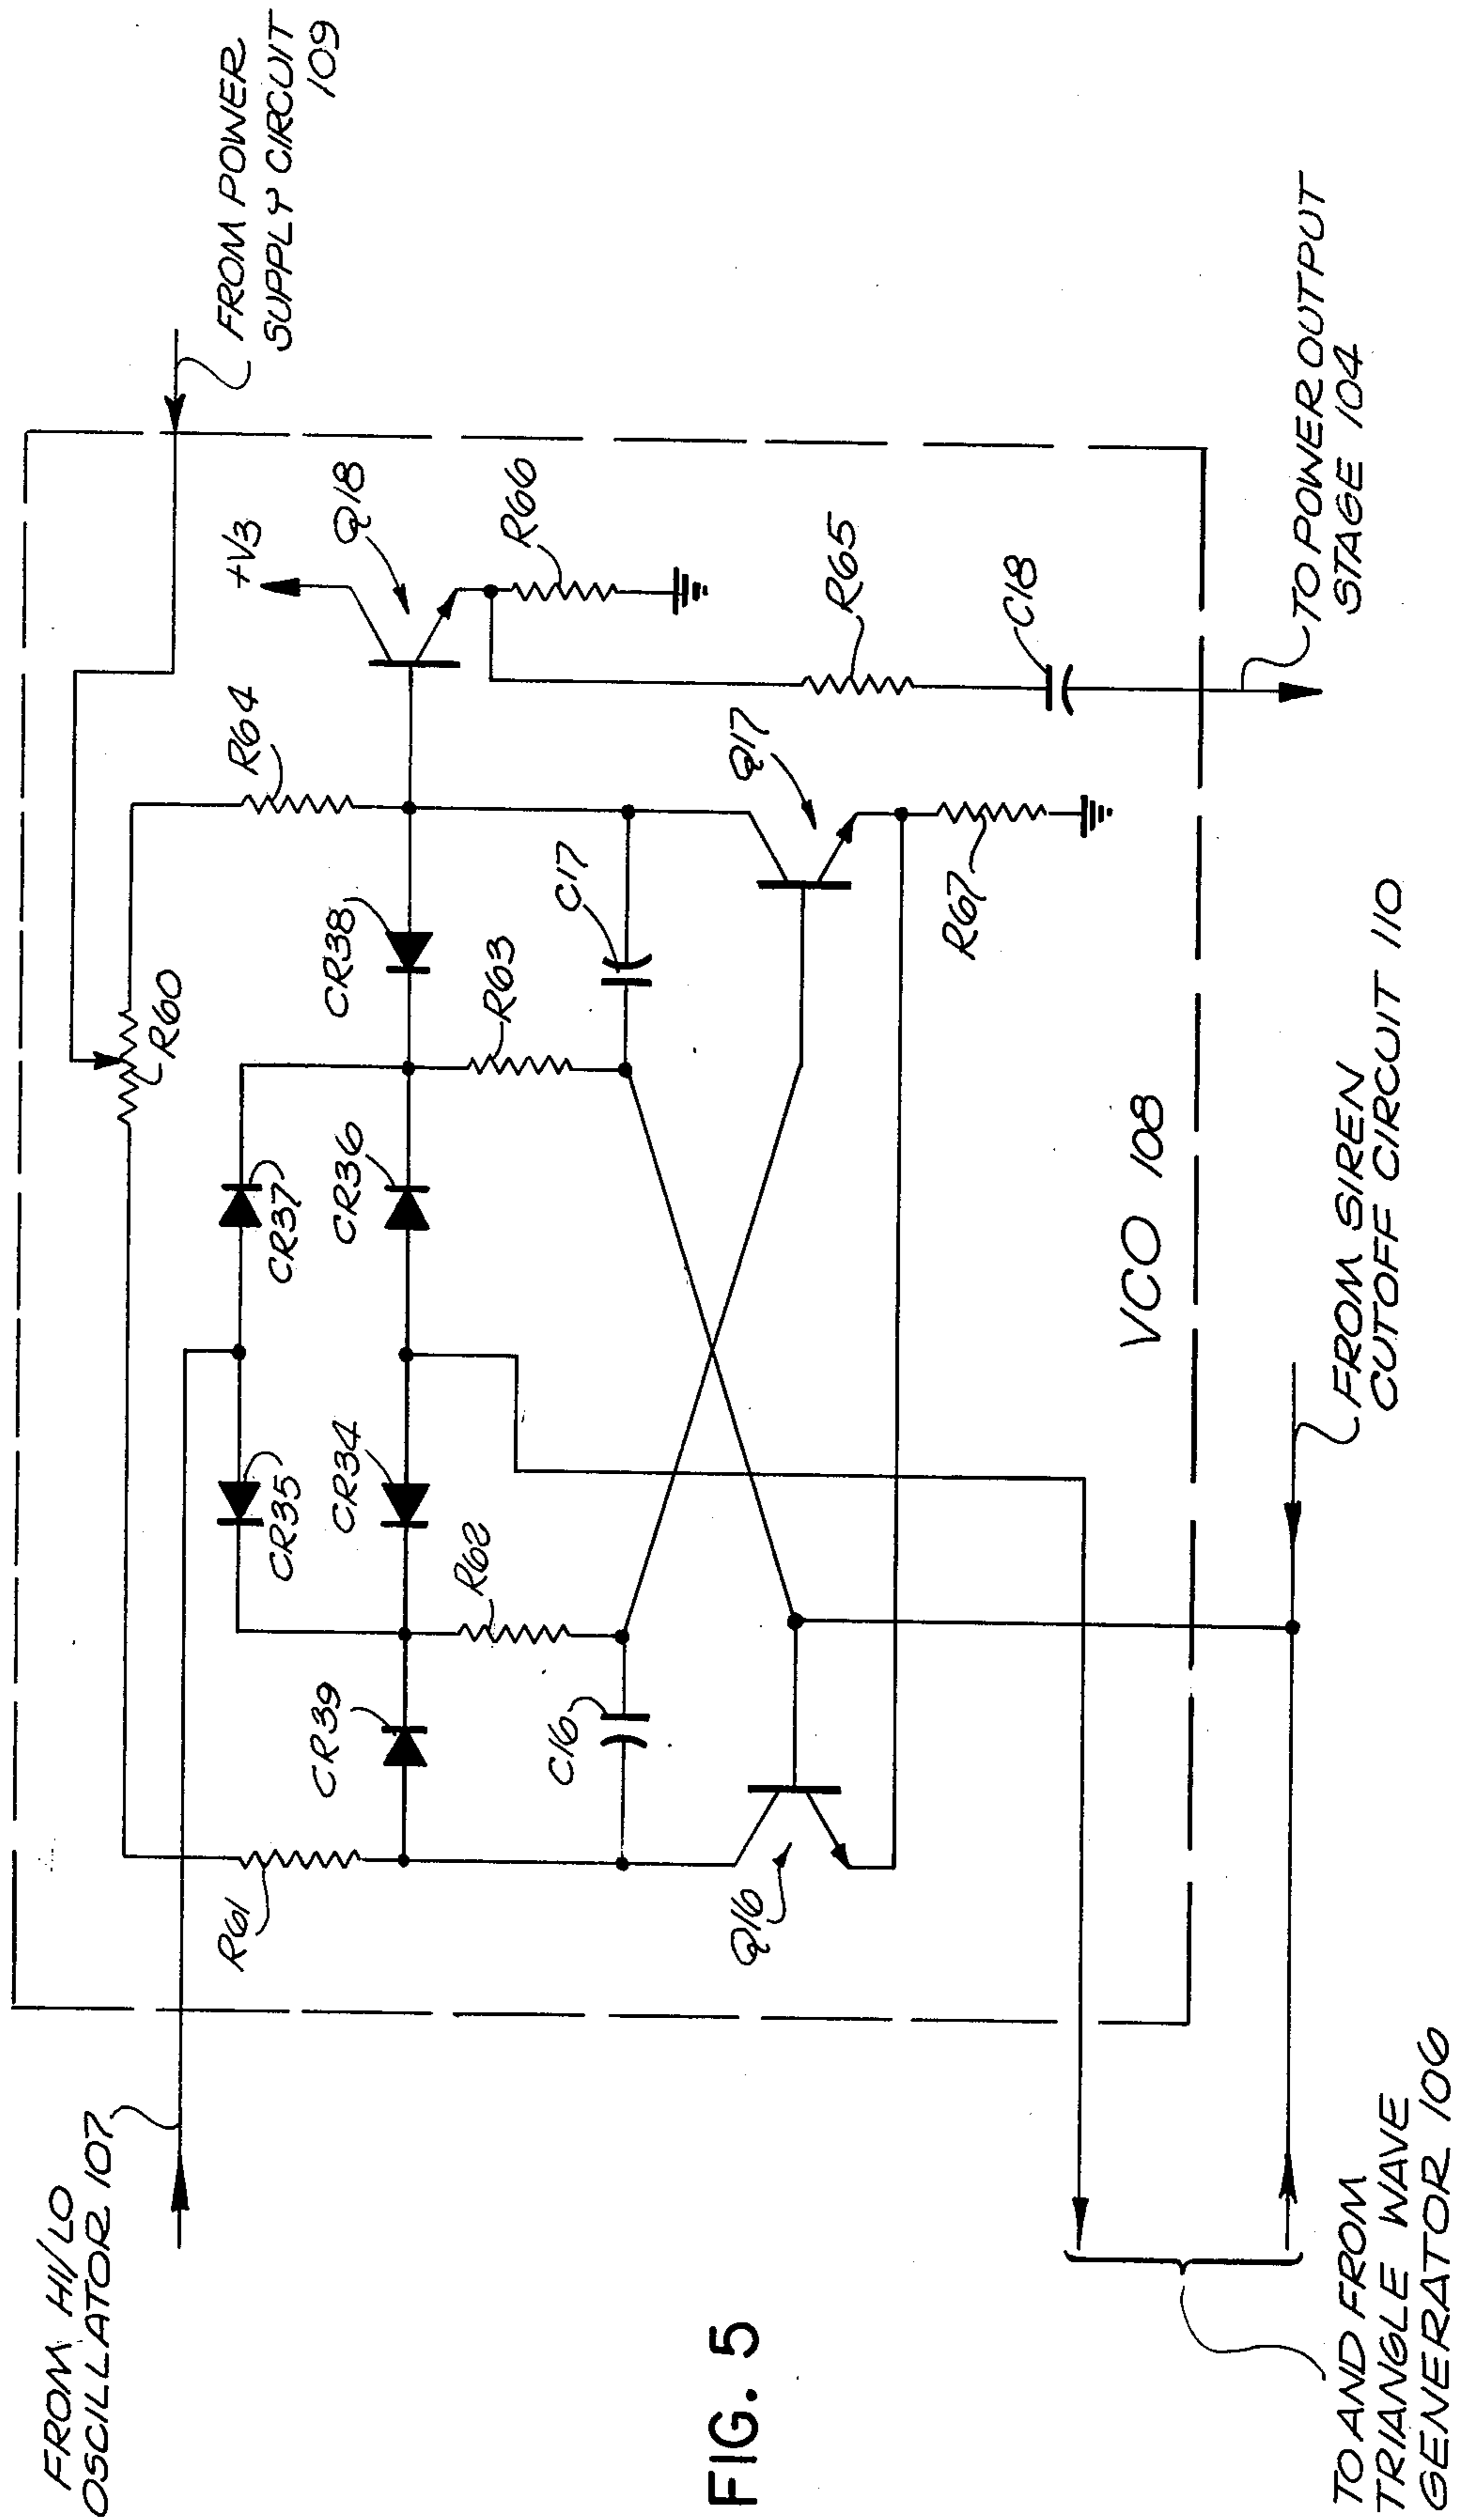 FROM HI/LO
OSCILLATOR 107
FROM POWER
SUPPLY CIRCUIT
109
R60
R61
R64
+V3
Q18
CR35
CR37
CR39
CR34
CR36
CR38
R66
R62
R63
C16
C17
R65
Q16
Q17
C18
R67
VCO 108
TO POWER OUTPUT
STAGE 104
FROM SIREN
CUTOFF CIRCUIT 110
TO AND FROM
TRIANGLE WAVE
GENERATOR 106
FIG. 5